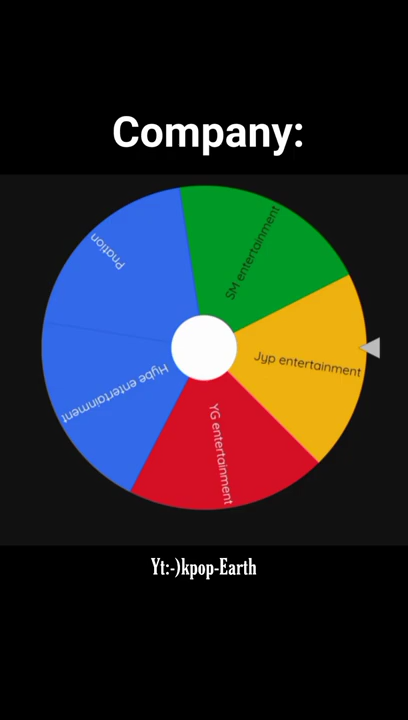 Company:
Pnation
SM entertainment
Jyp entertainment
Hybe entertainment
YG entertainment
Yt:-)kpop-Earth